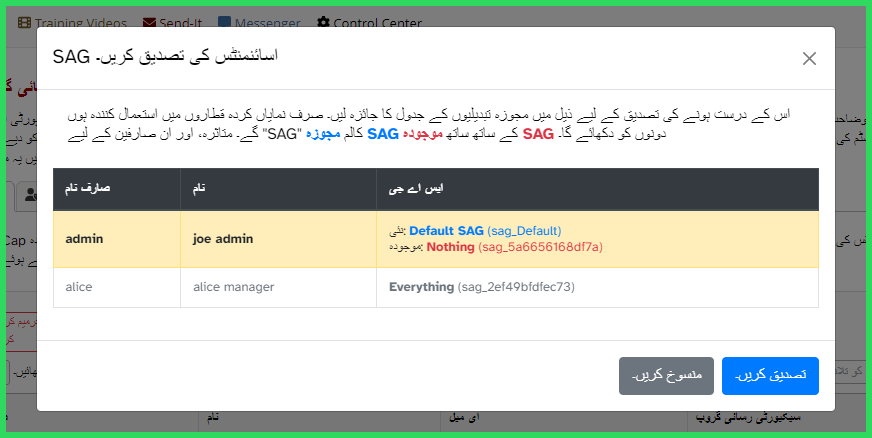 Training Videos Send-It Messenger Control Center
SAG اسائنمنٹس کی تصدیق کریں۔
اس کے درست ہونے کی تصدیق کے لیے ذیل میں مجوزہ تبدیلیوں کے جدول کا جائزہ لیں۔ صرف نمایاں کردہ قطاروں میں استعمال کنندہ ہوں
گے۔ متاثرہ، اور ان صارفین کے لیے "SAG" کالم مجوزہ SAG کے ساتھ ساتھ موجودہ SAG دونوں کو دکھائے گا۔
صارف نام نام ایس اے جی
admin joe admin نئی: Default SAG (sag_Default)
موجودہ: Nothing (sag_5a6656168df7a)
alice alice manager Everything (sag_2ef49bfdfec73)
منسوخ کریں۔ تصدیق کریں۔
نام ای میل سیکیورٹی رسائی گروپ